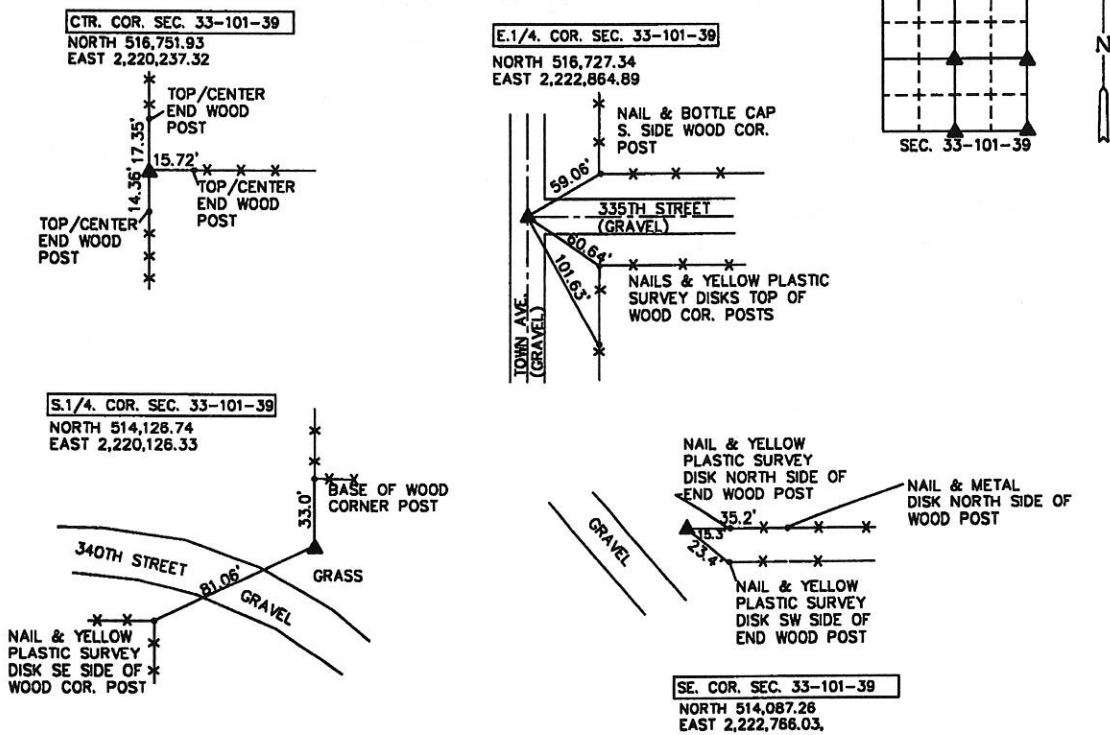 CTR. COR. SEC. 33-101-39
NORTH 516,751.93
EAST 2,220,237.32
TOP/CENTER
END WOOD
POST
17.35'
15.72'
14.36'
TOP/CENTER
END WOOD
POST
TOP/CENTER
END WOOD
POST
E.1/4. COR. SEC. 33-101-39
NORTH 516,727.34
EAST 2,222,864.89
NAIL & BOTTLE CAP
S. SIDE WOOD COR.
POST
59.06'
335TH STREET
(GRAVEL)
60.64'
101.63'
NAILS & YELLOW PLASTIC
SURVEY DISKS TOP OF
WOOD COR. POSTS
TOWN AVE.
(GRAVEL)
SEC. 33-101-39
N
S.1/4. COR. SEC. 33-101-39
NORTH 514,126.74
EAST 2,220,126.33
BASE OF WOOD
CORNER POST
33.0'
340TH STREET
81.06'
GRASS
GRAVEL
NAIL & YELLOW
PLASTIC SURVEY
DISK SE SIDE OF
WOOD COR. POST
NAIL & YELLOW
PLASTIC SURVEY
DISK NORTH SIDE OF
END WOOD POST
NAIL & METAL
DISK NORTH SIDE OF
WOOD POST
35.2'
15.3'
23.4'
GRAVEL
NAIL & YELLOW
PLASTIC SURVEY
DISK SW SIDE OF
END WOOD POST
SE. COR. SEC. 33-101-39
NORTH 514,087.26
EAST 2,222,766.03,